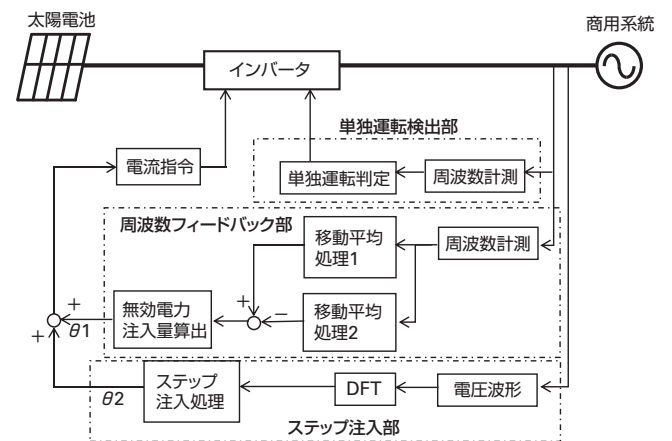 太陽電池
商用系統
インバータ
単独運転検出部
電流指令
単独運転判定
周波数計測
周波数フィードバック部
移動平均
処理1
周波数計測
+
θ1
+
無効電力
注入量算出
+
−
移動平均
処理2
θ2
ステップ
注入処理
DFT
電圧波形
ステップ注入部